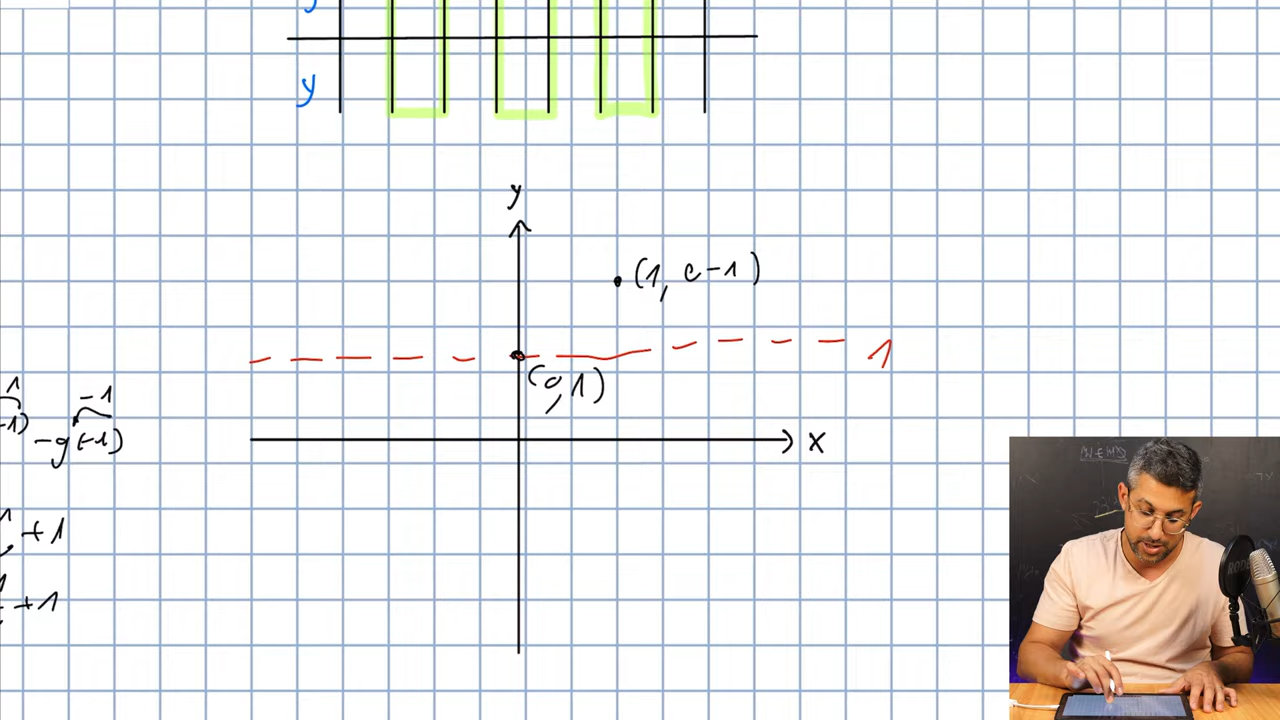 y
y
(1, e-1)
1
(0,1)
-1
-g(-1)
x
+1
+1